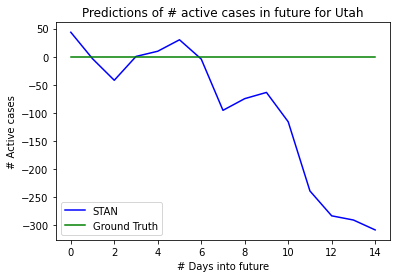 Predictions of # active cases in future for Utah
50
0
-50
-100
-150
-200
-250
-300
# Active cases
STAN
Ground Truth
0 2 4 6 8 10 12 14
# Days into future